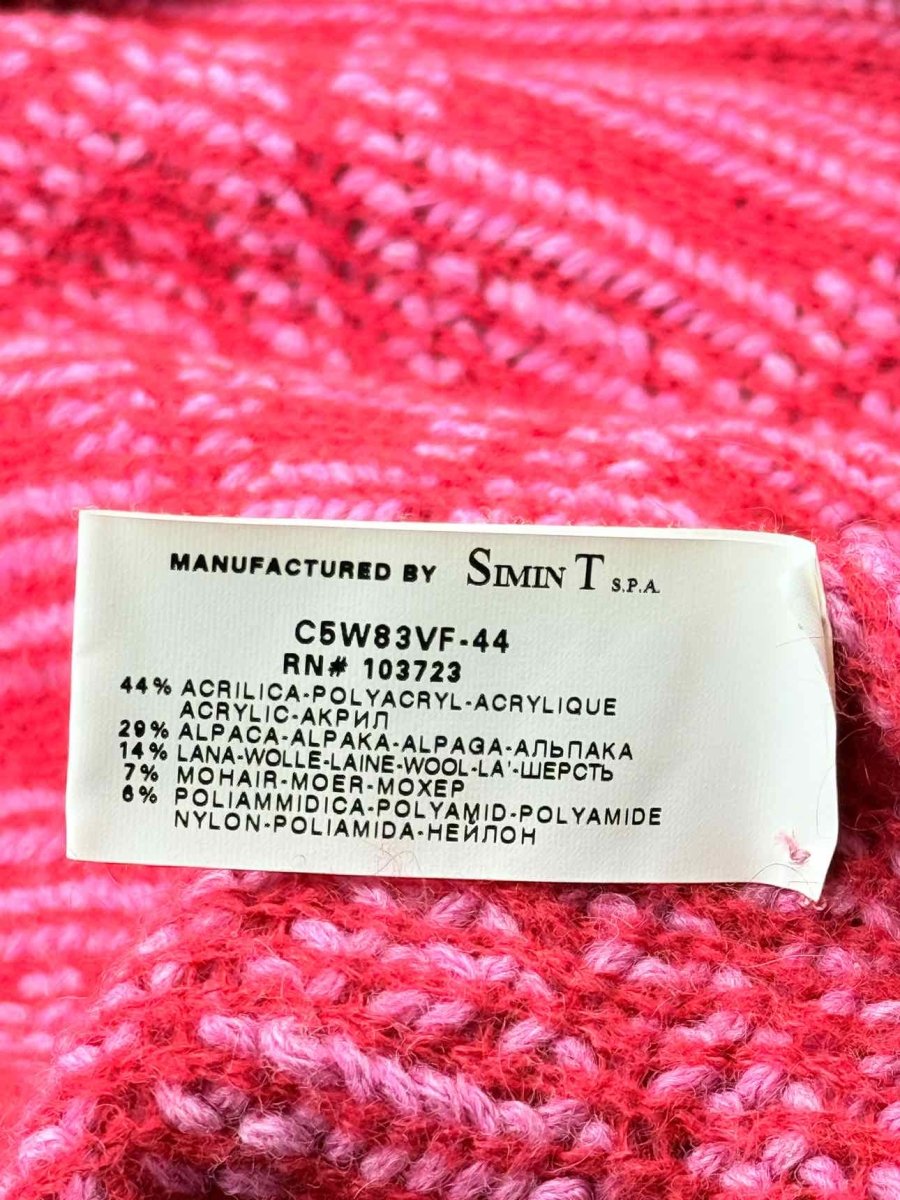 MANUFACTURED BY SIMIN T S.P.A.
C5W83VF-44
RN# 103723
44% ACRILICA-POLYACRYL-ACRYLIQUE
ACRYLIC-АКРИЛ
29% ALPACA-ALPAKA-ALPAGA-АЛЬПАКА
14% LANA-WOLLE-LAINE-WOOL-LA'-ШЕРСТЬ
7% MOHAIR-MOER-МОХЕР
6% POLIAMMIDICA-POLYAMID-POLYAMIDE
NYLON-POLIAMIDA-НЕЙЛОН